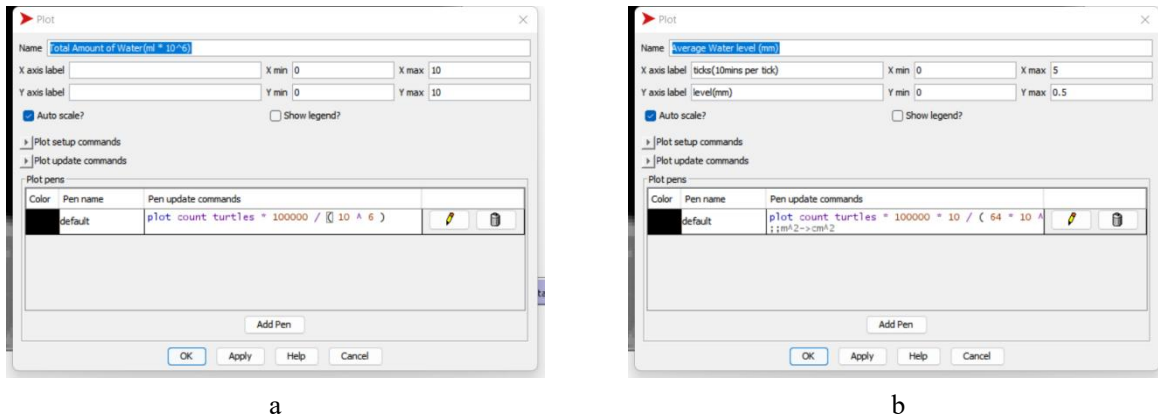 Plot
Name Total Amount of Water(ml * 10^6)
X axis label X min 0 X max 10
Y axis label Y min 0 Y max 10
Auto scale? Show legend?
Plot setup commands
Plot update commands
Plot pens
Color Pen name Pen update commands
default plot count turtles * 100000 / ( 10 ^ 6 )
Add Pen
OK Apply Help Cancel
a
Plot
Name Average Water level (mm)
X axis label ticks(10mins per tick) X min 0 X max 5
Y axis label level(mm) Y min 0 Y max 0.5
Auto scale? Show legend?
Plot setup commands
Plot update commands
Plot pens
Color Pen name Pen update commands
default plot count turtles * 100000 * 10 / ( 64 * 10 ^
;;m^2->cm^2
Add Pen
OK Apply Help Cancel
b